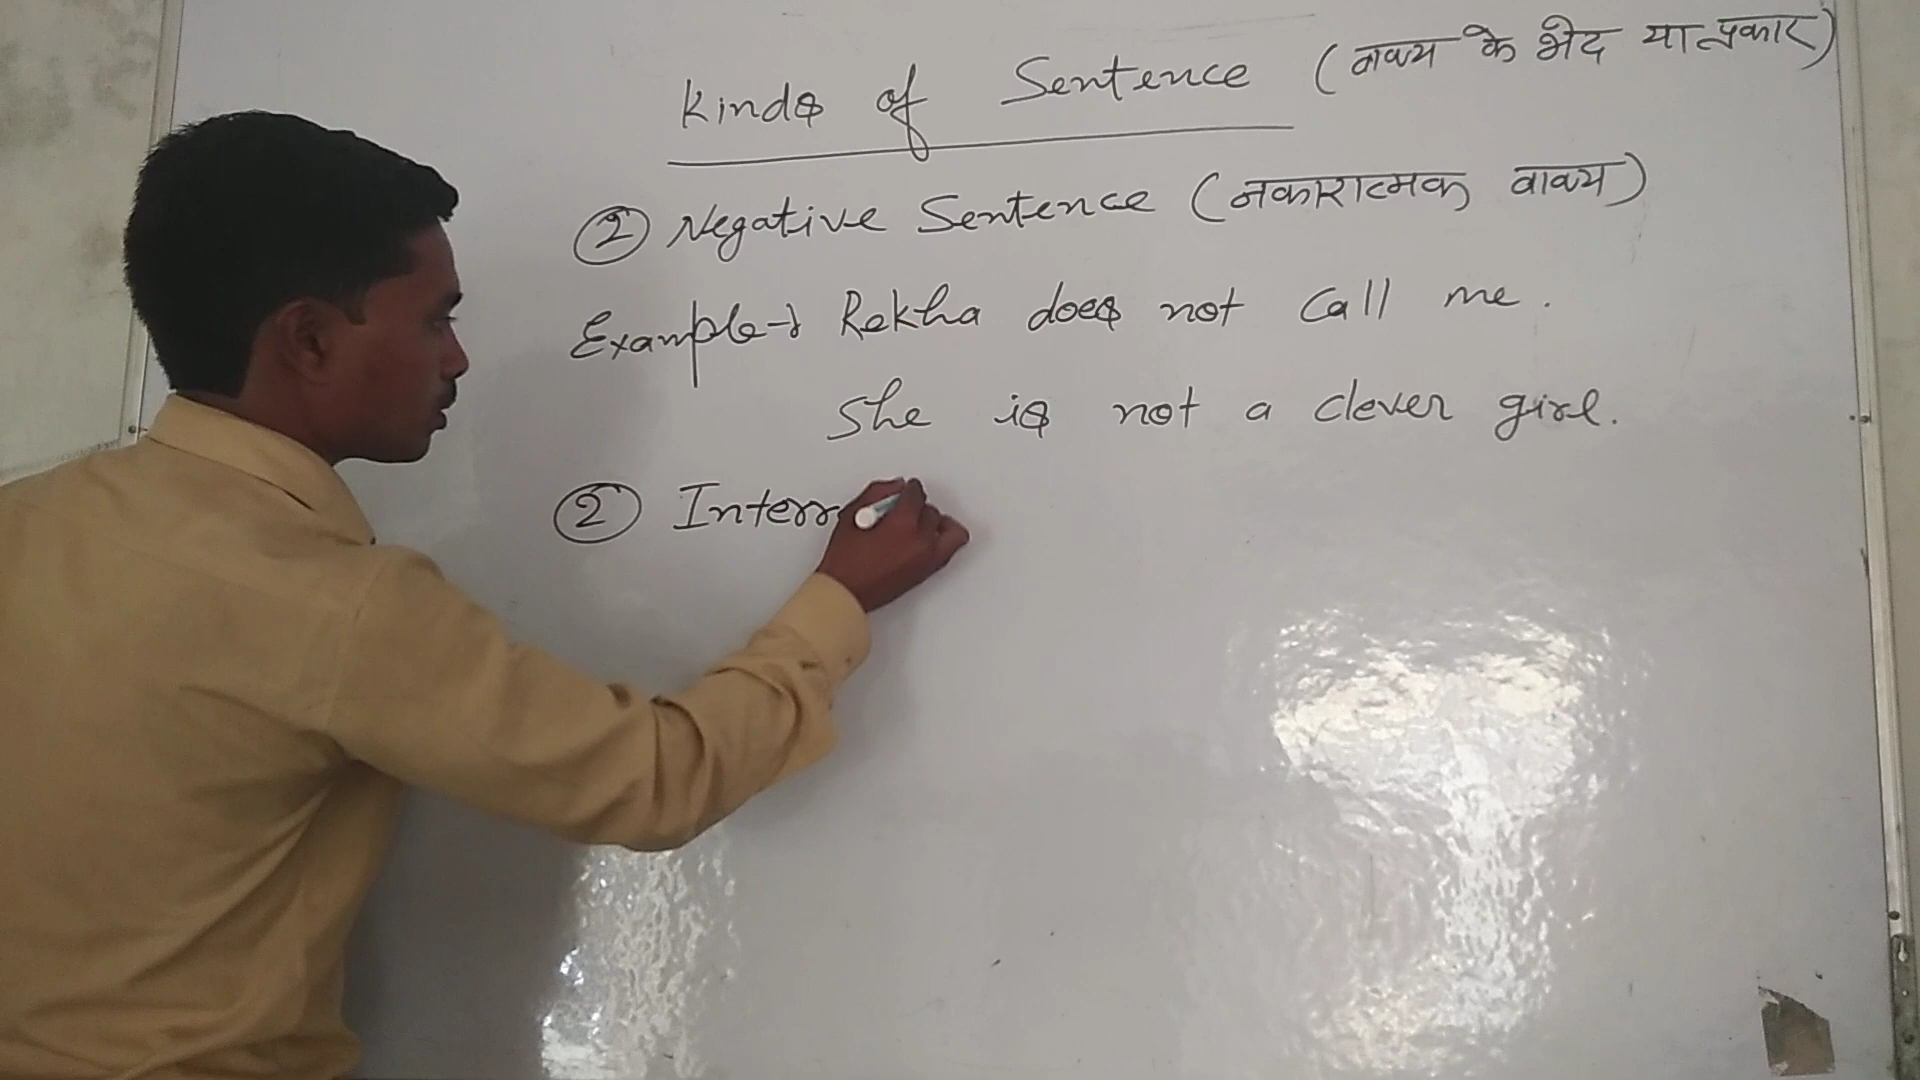 Kinds of Sentence (वाक्य के भेद या प्रकार)
② Negative Sentence (नकारात्मक वाक्य)
Example→ Rekha does not call me.
She is not a clever girl.
② Interr